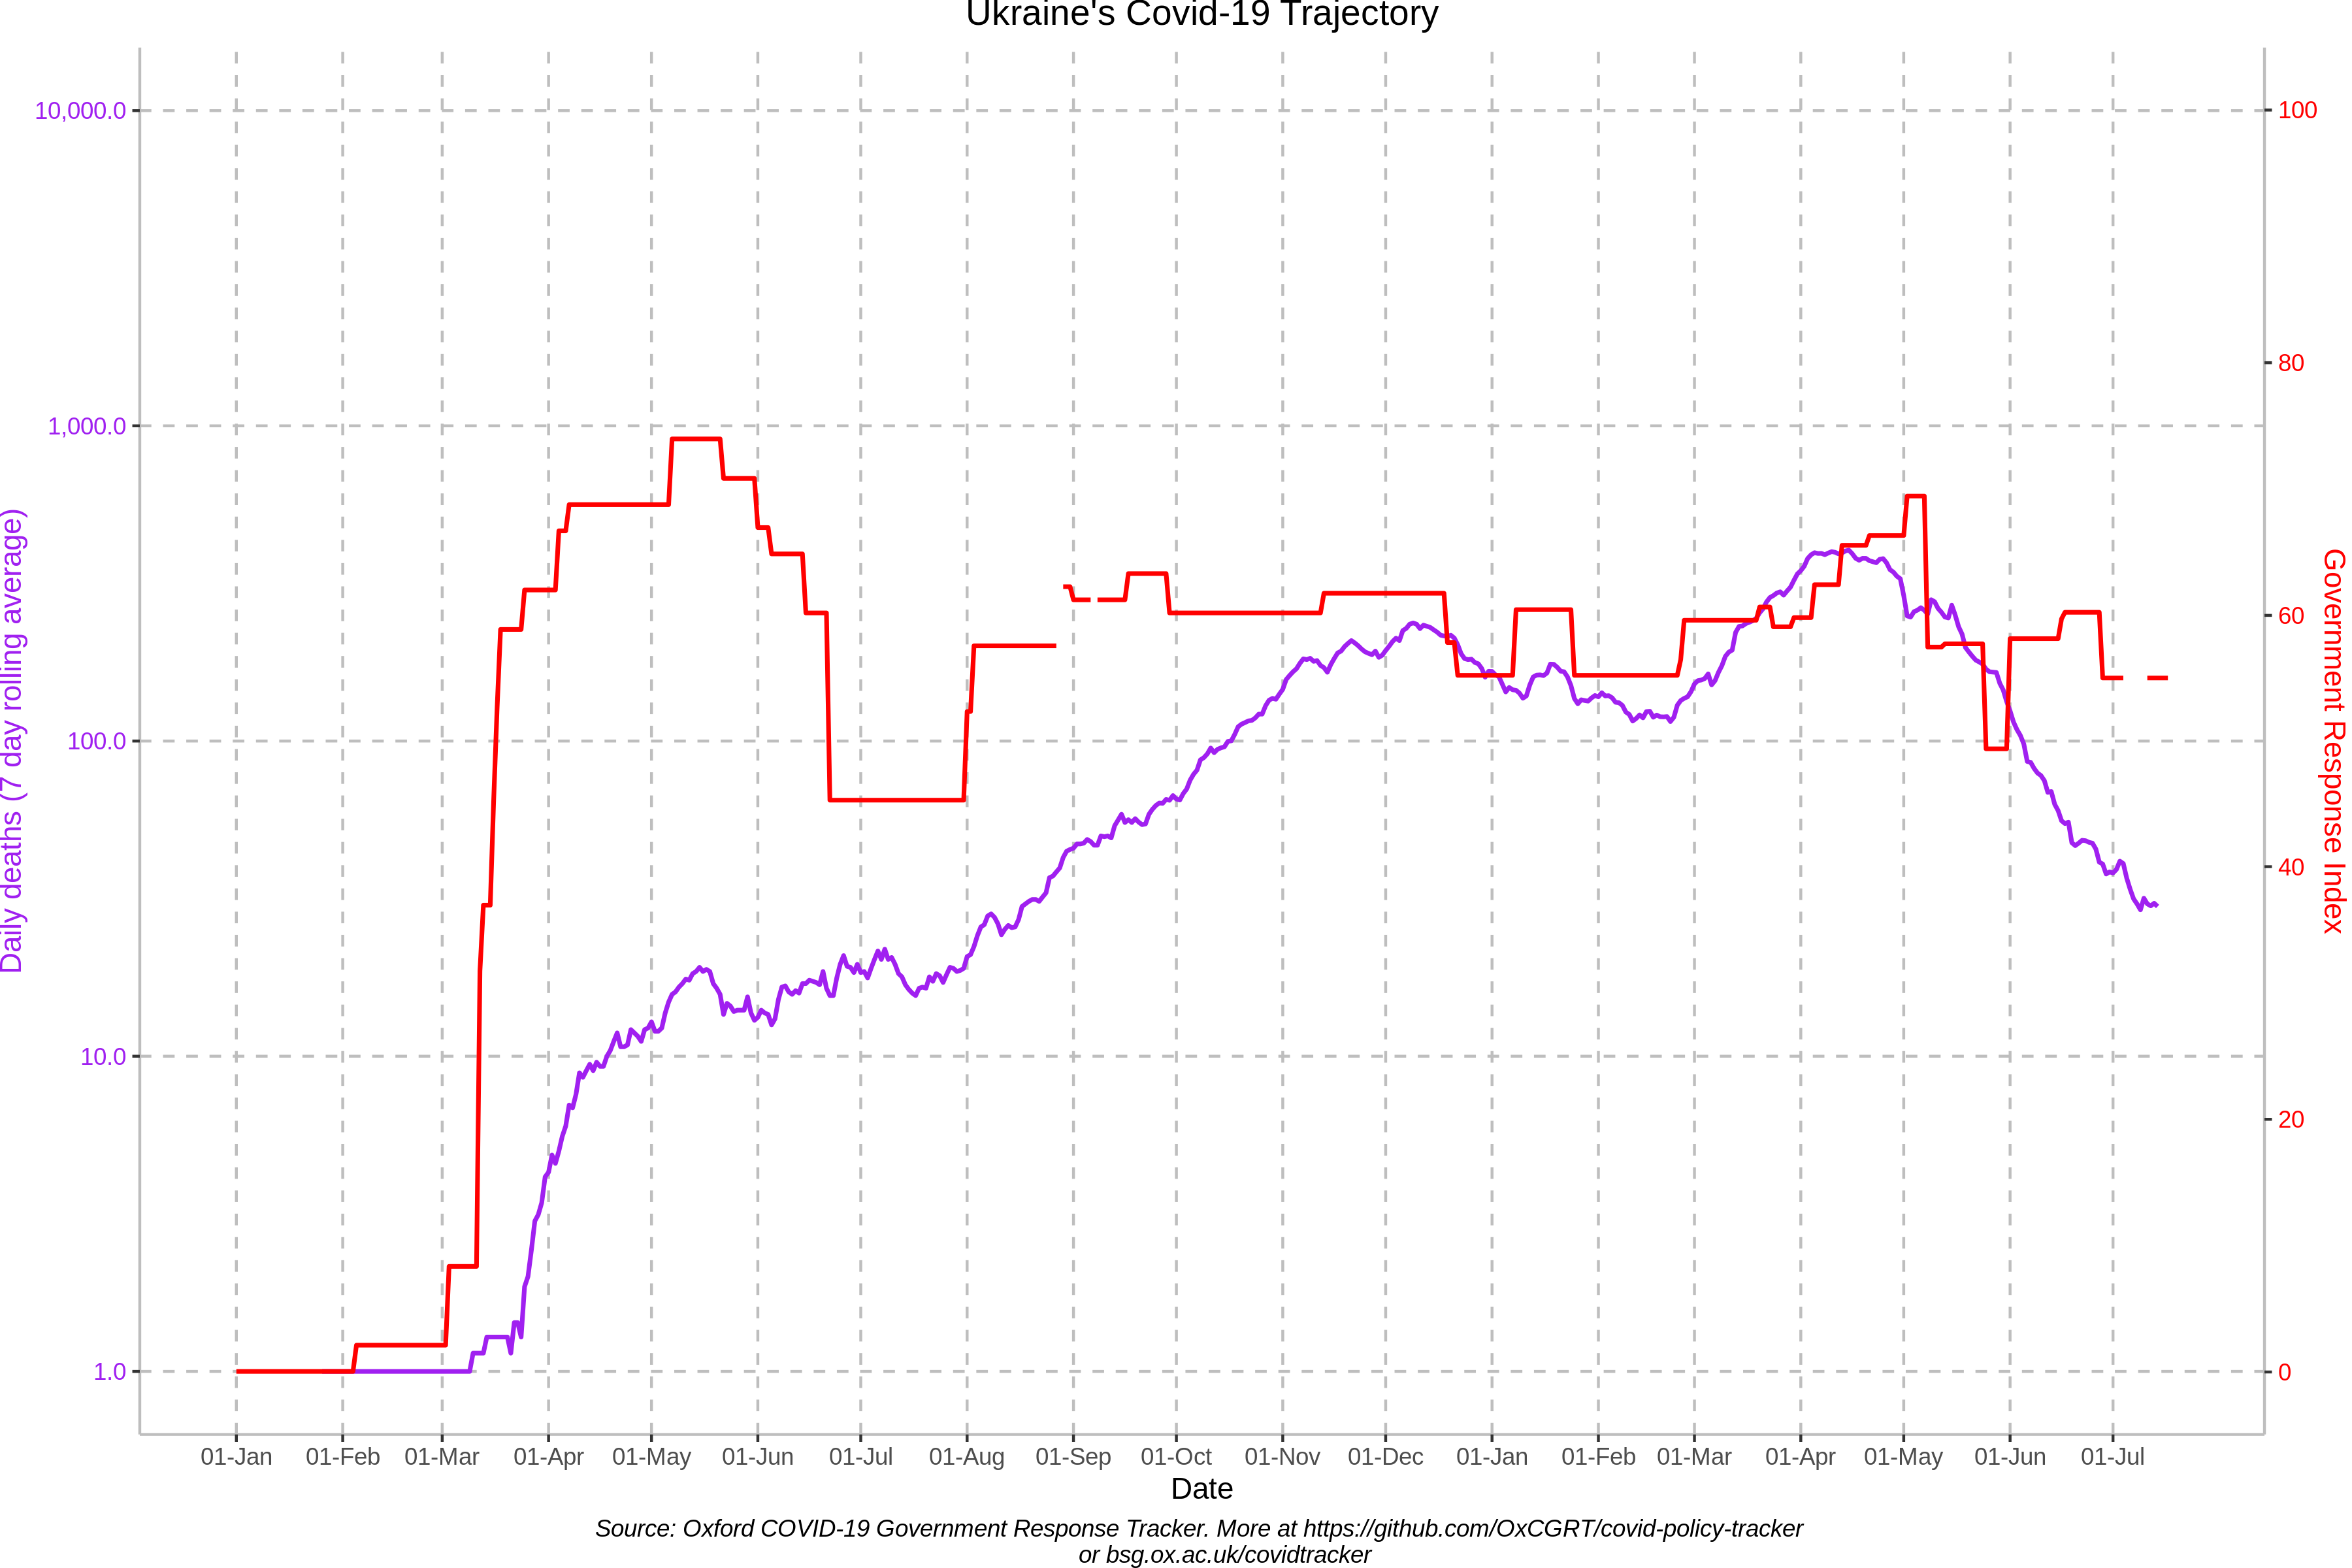 Ukraine's Covid-19 Trajectory
10,000.0
1,000.0
100.0
10.0
1.0
Daily deaths (7 day rolling average)
100
80
60
40
20
0
Government Response Index
01-Jan 01-Feb 01-Mar 01-Apr 01-May 01-Jun 01-Jul 01-Aug 01-Sep 01-Oct 01-Nov 01-Dec 01-Jan 01-Feb 01-Mar 01-Apr 01-May 01-Jun 01-Jul
Date
Source: Oxford COVID-19 Government Response Tracker. More at https://github.com/OxCGRT/covid-policy-tracker
or bsg.ox.ac.uk/covidtracker